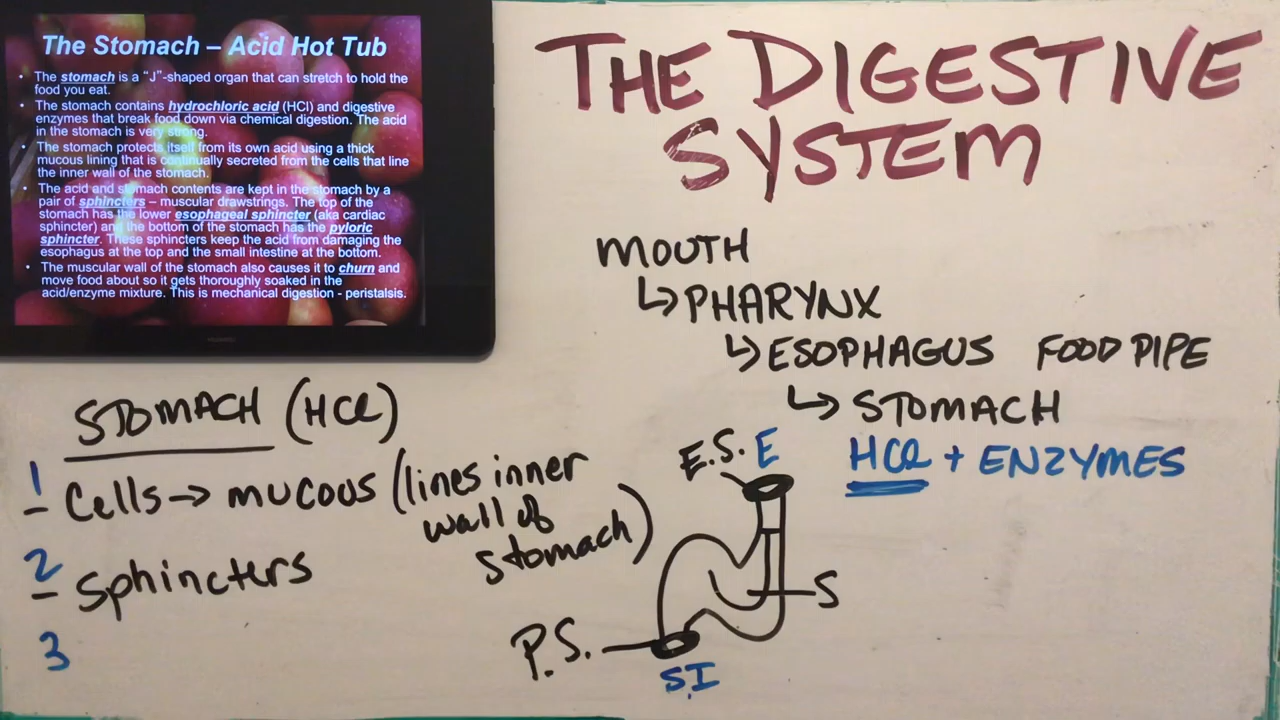 The Stomach – Acid Hot Tub
• The stomach is a "J"-shaped organ that can stretch to hold the
food you eat.
• The stomach contains hydrochloric acid (HCl) and digestive
enzymes that break food down via chemical digestion. The acid
in the stomach is very strong.
• The stomach protects itself from its own acid using a thick
mucous lining that is continually secreted from the cells that line
the inner wall of the stomach.
• The acid and stomach contents are kept in the stomach by a
pair of sphincters – muscular drawstrings. The top of the
stomach has the lower esophageal sphincter (aka cardiac
sphincter) and the bottom of the stomach has the pyloric
sphincter. These sphincters keep the acid from damaging the
esophagus at the top and the small intestine at the bottom.
• The muscular wall of the stomach also causes it to churn and
move food about so it gets thoroughly soaked in the
acid/enzyme mixture. This is mechanical digestion - peristalsis.
HUAWEI
THE DIGESTIVE
SYSTEM
MOUTH
↳ PHARYNX
↳ ESOPHAGUS FOOD PIPE
↳ STOMACH
HCl + ENZYMES
STOMACH (HCl)
1 Cells → mucous (lines inner
wall of
stomach)
2 Sphincters
3
E.S. E
S
P.S.
S.I